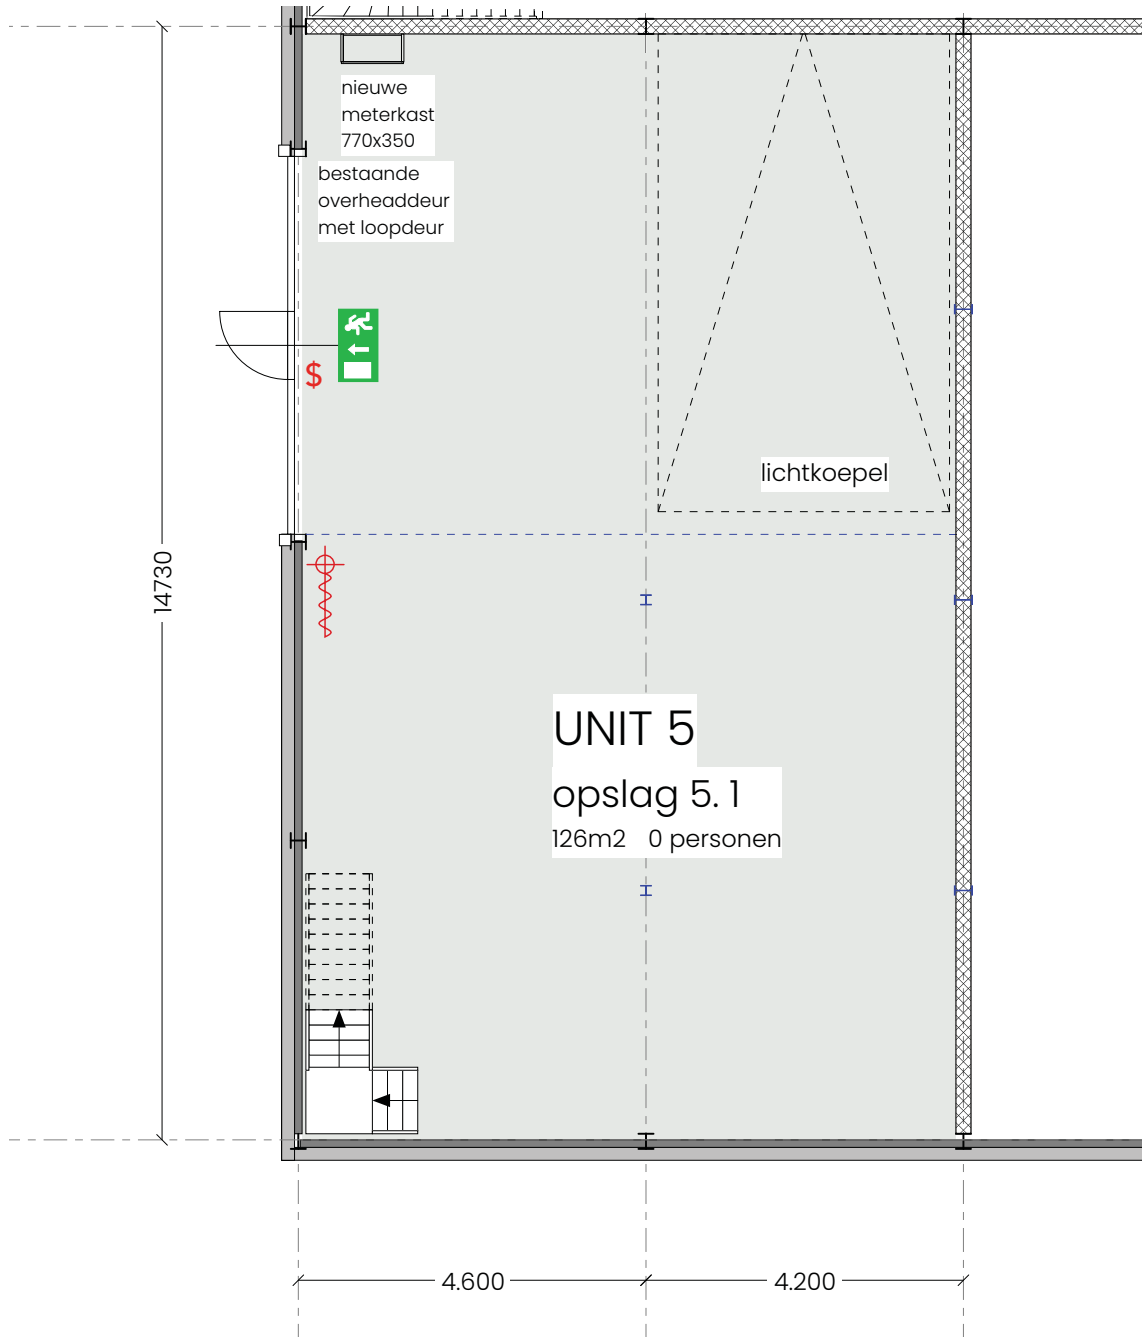 nieuwe
meterkast
770x350
bestaande
overheaddeur
met loopdeur
$
lichtkoepel
14730
UNIT 5
opslag 5.1
126m2 0 personen
4.600
4.200